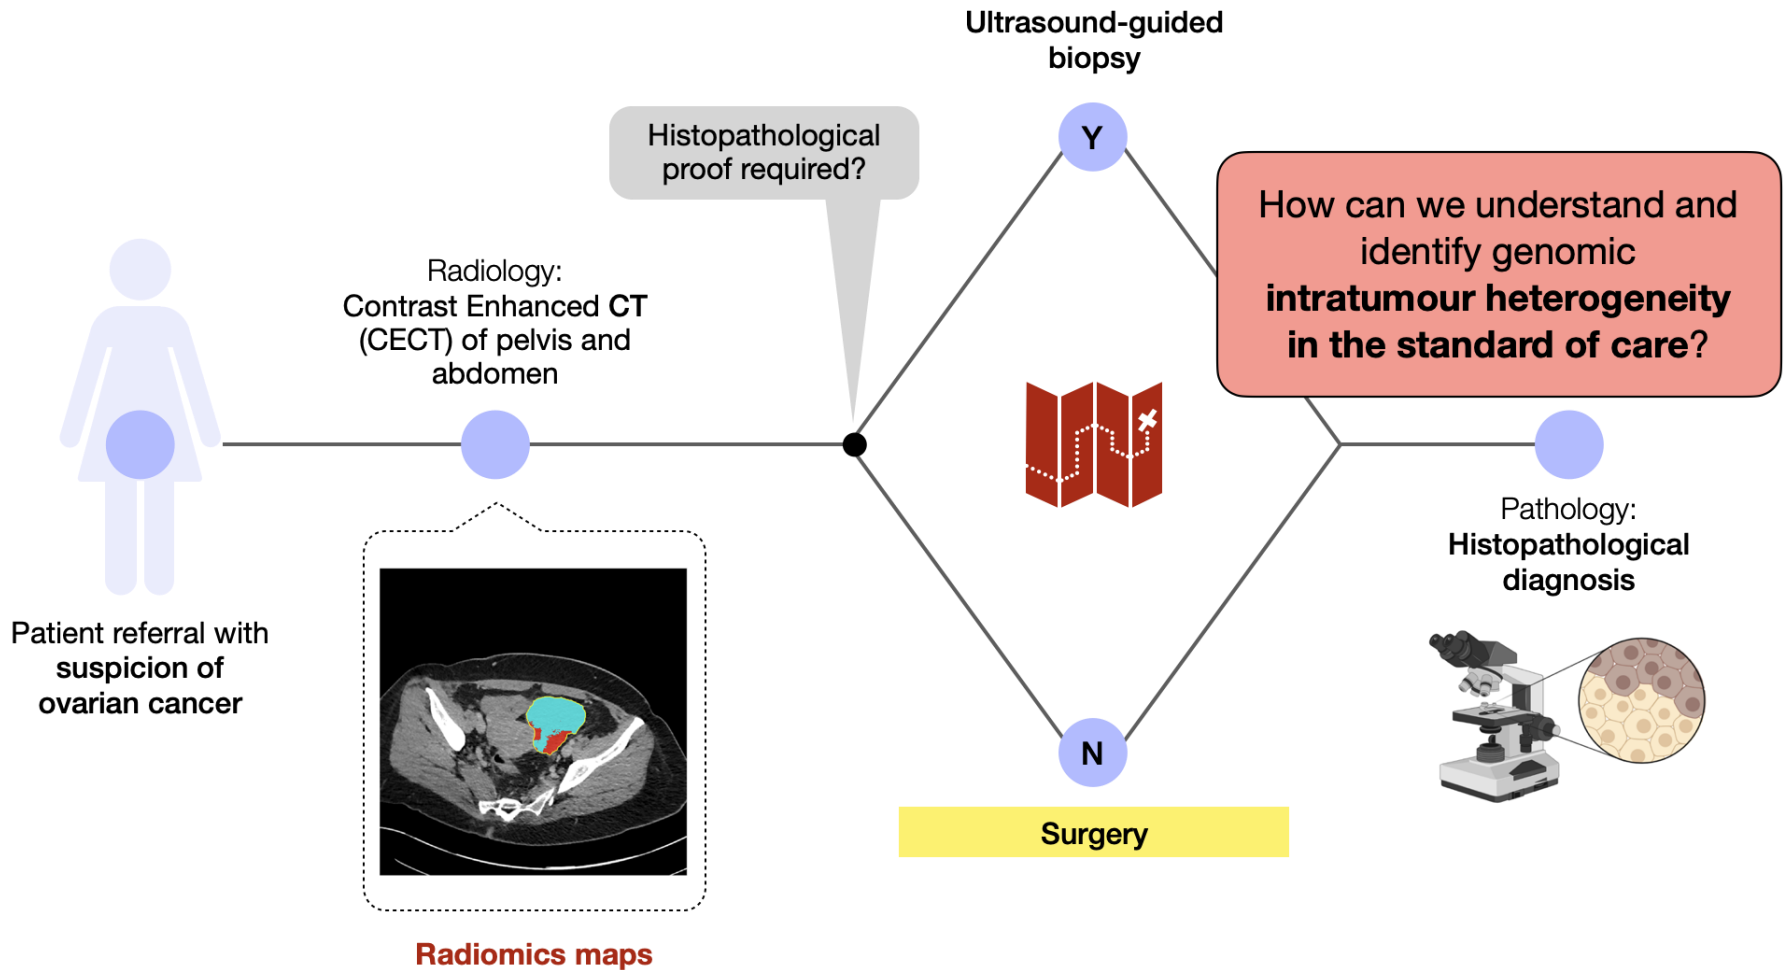 Ultrasound-guided
biopsy
Histopathological
proof required?
Y
How can we understand and
identify genomic
intratumour heterogeneity
in the standard of care?
Radiology:
Contrast Enhanced CT
(CECT) of pelvis and
abdomen
Patient referral with
suspicion of
ovarian cancer
Pathology:
Histopathological
diagnosis
N
Surgery
Radiomics maps